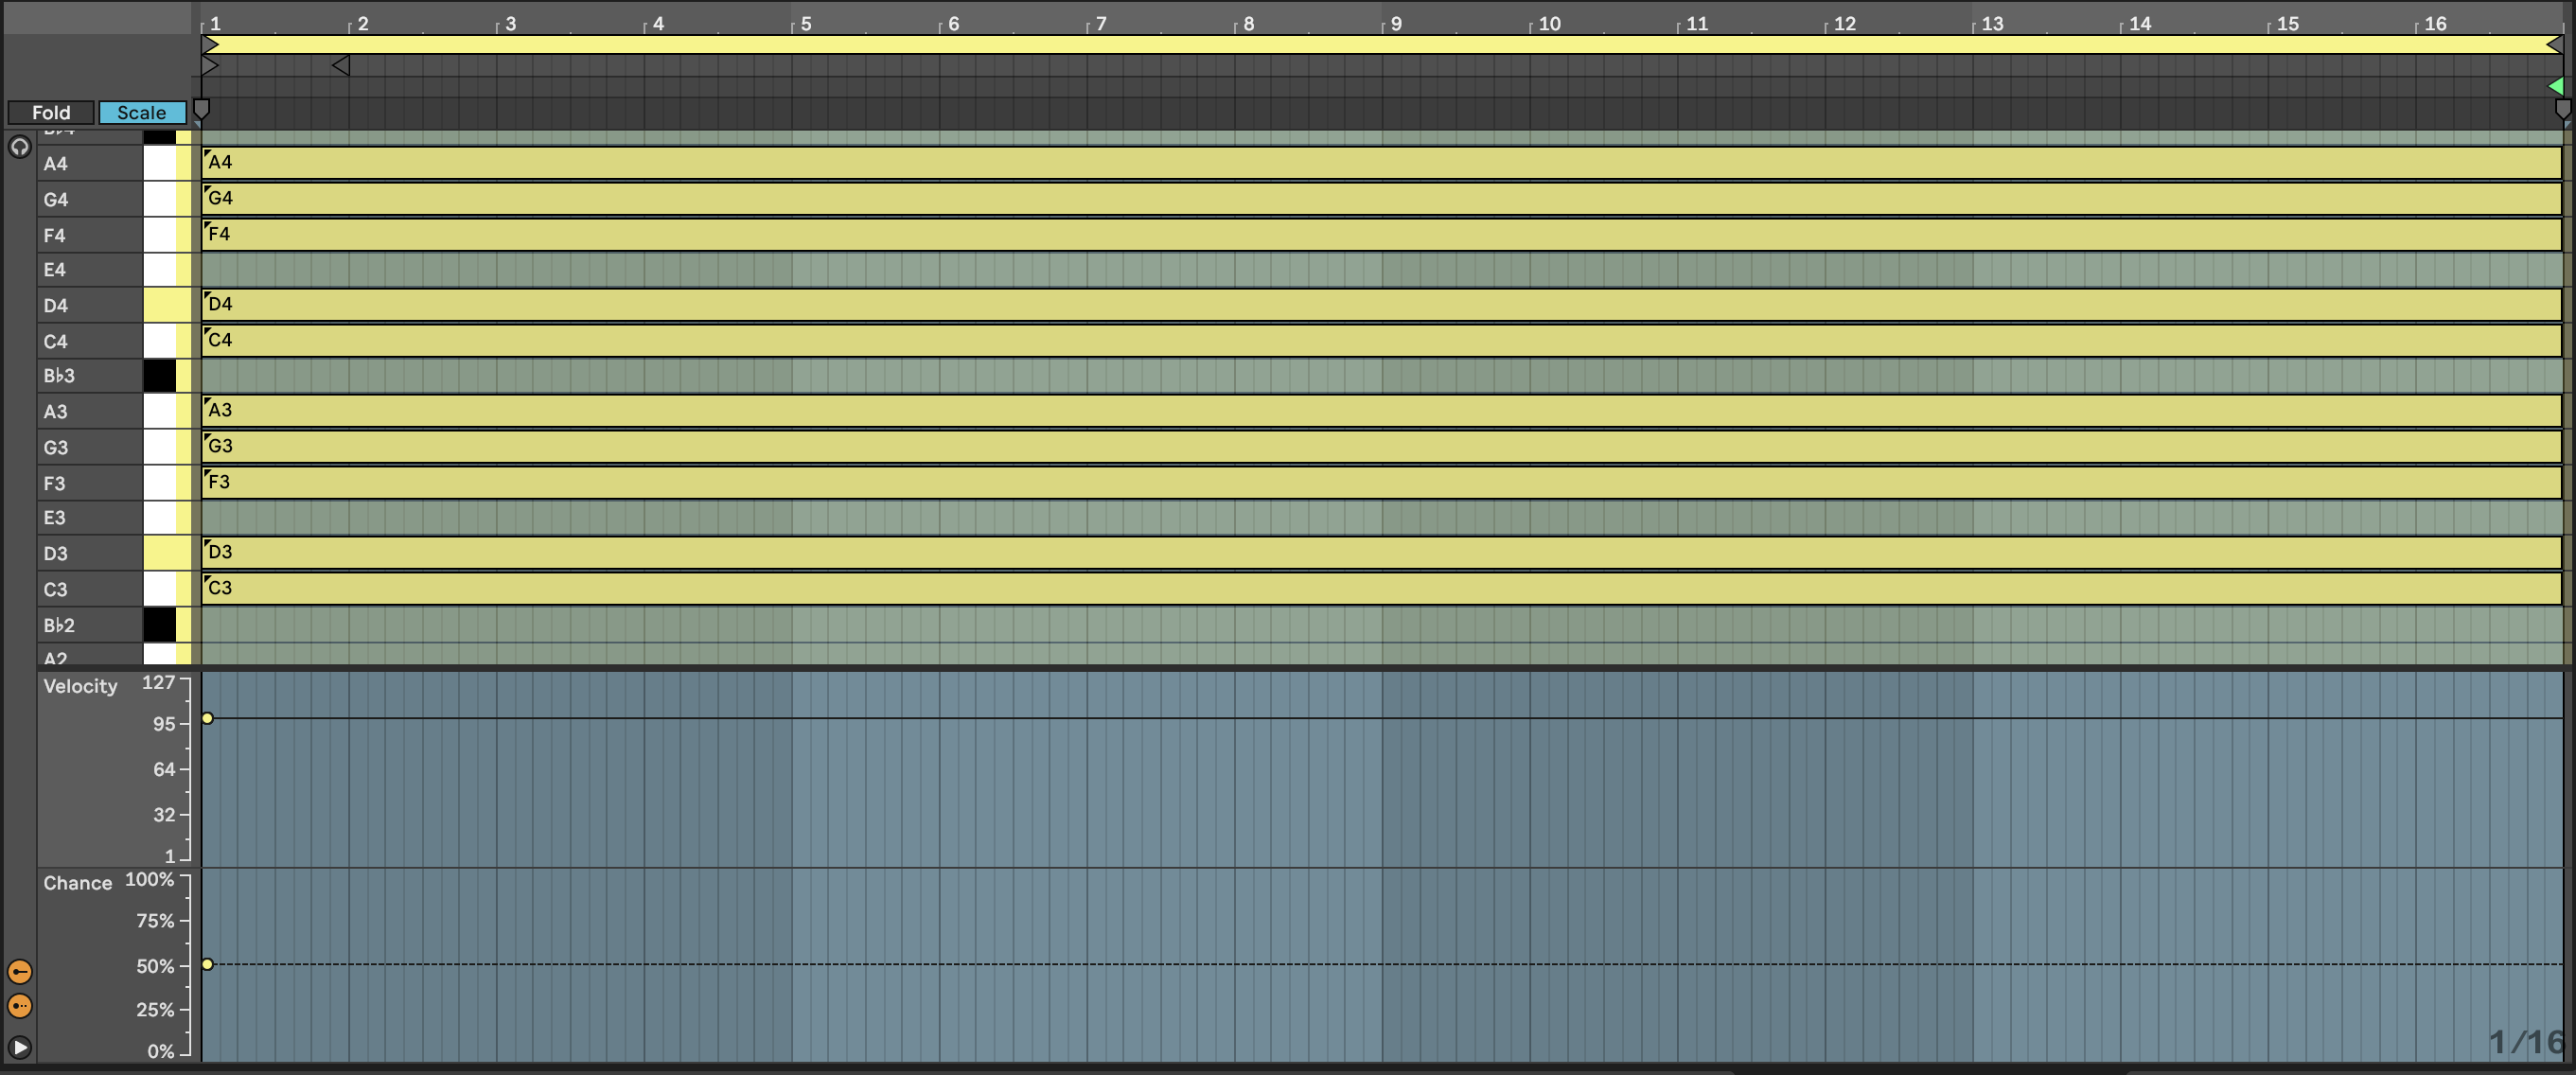 1 2 3 4 5 6 7 8 9 10 11 12 13 14 15 16
Fold Scale
B♭4
A4 A4
G4 G4
F4 F4
E4
D4 D4
C4 C4
B♭3
A3 A3
G3 G3
F3 F3
E3
D3 D3
C3 C3
B♭2
A2
Velocity 127
95
64
32
1
Chance 100%
75%
50%
25%
0%
1/16